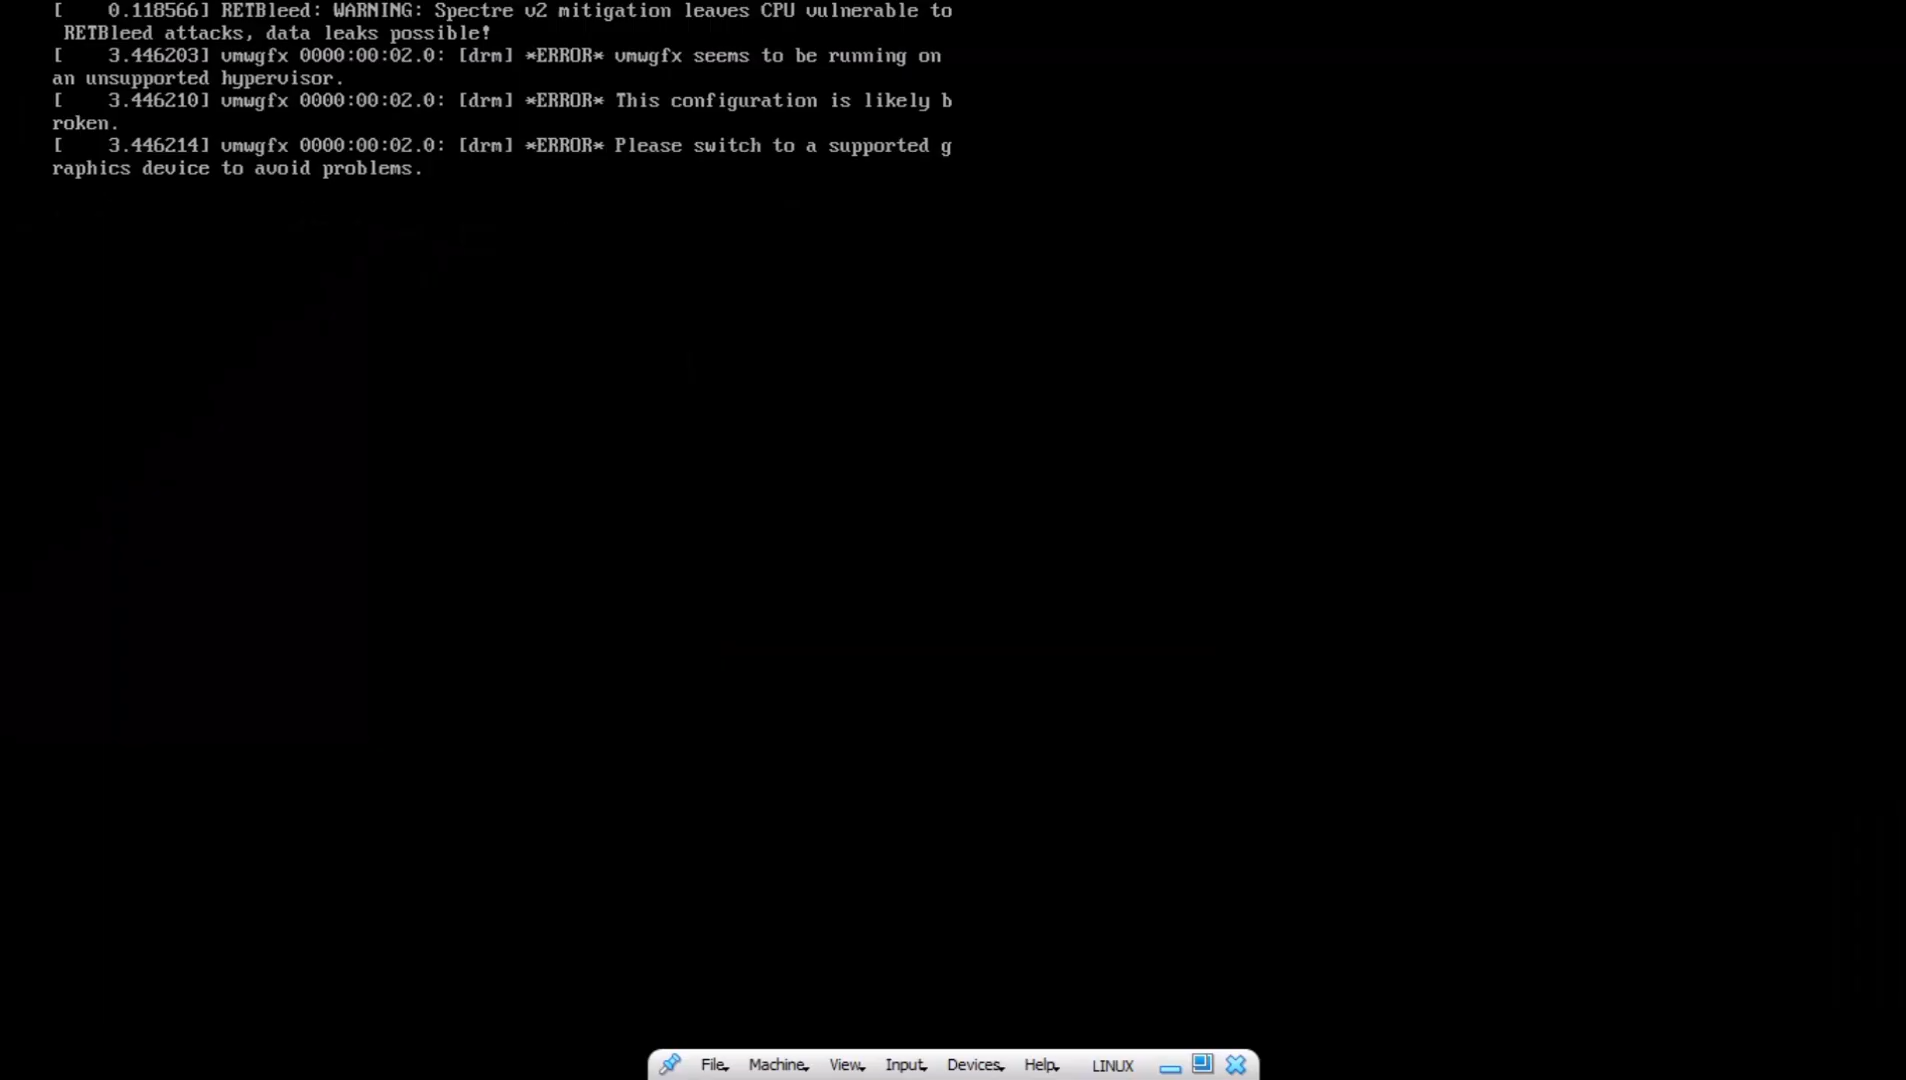 [    0.118566] RETBleed: WARNING: Spectre v2 mitigation leaves CPU vulnerable to
 RETBleed attacks, data leaks possible!
[    3.446203] vmwgfx 0000:00:02.0: [drm] *ERROR* vmwgfx seems to be running on
an unsupported hypervisor.
[    3.446210] vmwgfx 0000:00:02.0: [drm] *ERROR* This configuration is likely b
roken.
[    3.446214] vmwgfx 0000:00:02.0: [drm] *ERROR* Please switch to a supported g
raphics device to avoid problems.
File Machine View Input Devices Help LINUX